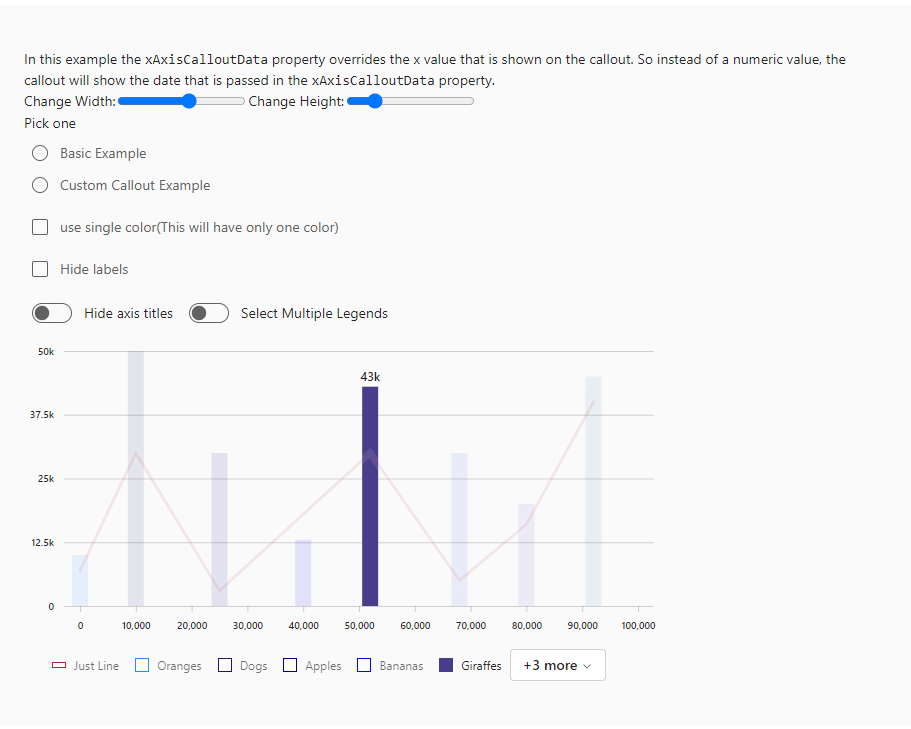 In this example the xAxisCalloutData property overrides the x value that is shown on the callout. So instead of a numeric value, the
callout will show the date that is passed in the xAxisCalloutData property.
Change Width: Change Height:
Pick one
Basic Example
Custom Callout Example
use single color(This will have only one color)
Hide labels
Hide axis titles Select Multiple Legends
50k
43k
37.5k
25k
12.5k
0
0 10,000 20,000 30,000 40,000 50,000 60,000 70,000 80,000 90,000 100,000
Just Line Oranges Dogs Apples Bananas Giraffes +3 more